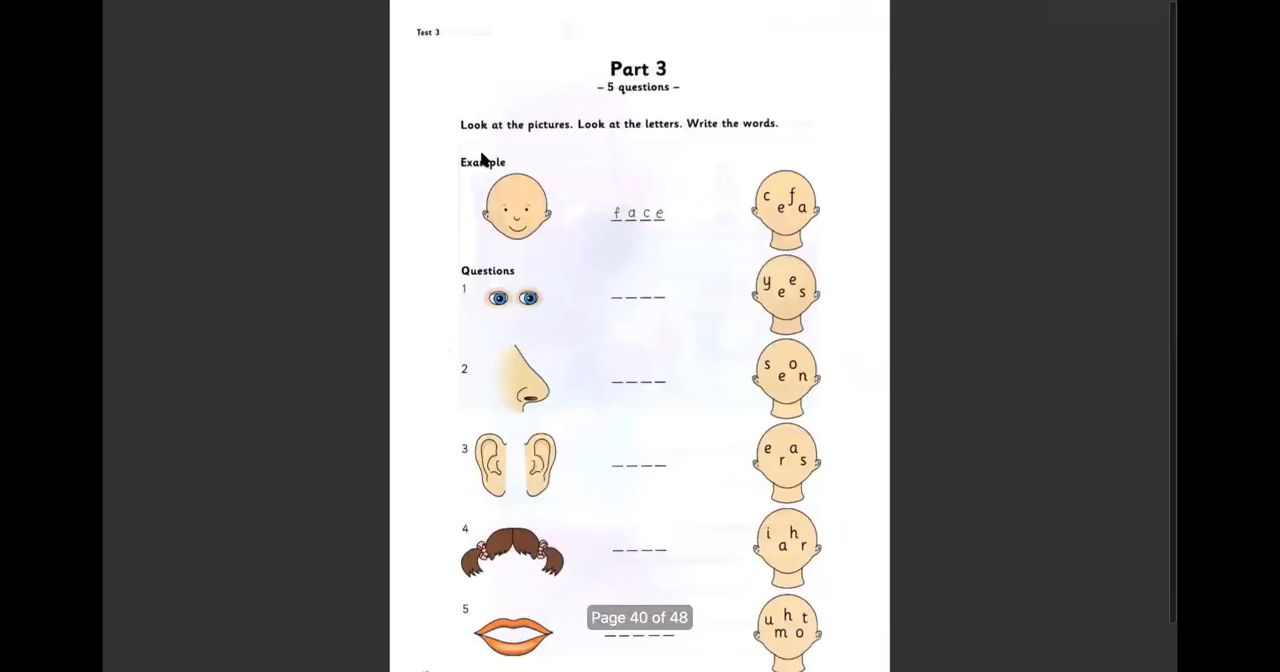 Test 3
Part 3
– 5 questions –
Look at the pictures. Look at the letters. Write the words.
Example
f a c e
c e f a
Questions
1
y e e s
2
s e o n
3
e r a s
4
i a h r
5
u m h o t
Page 40 of 48